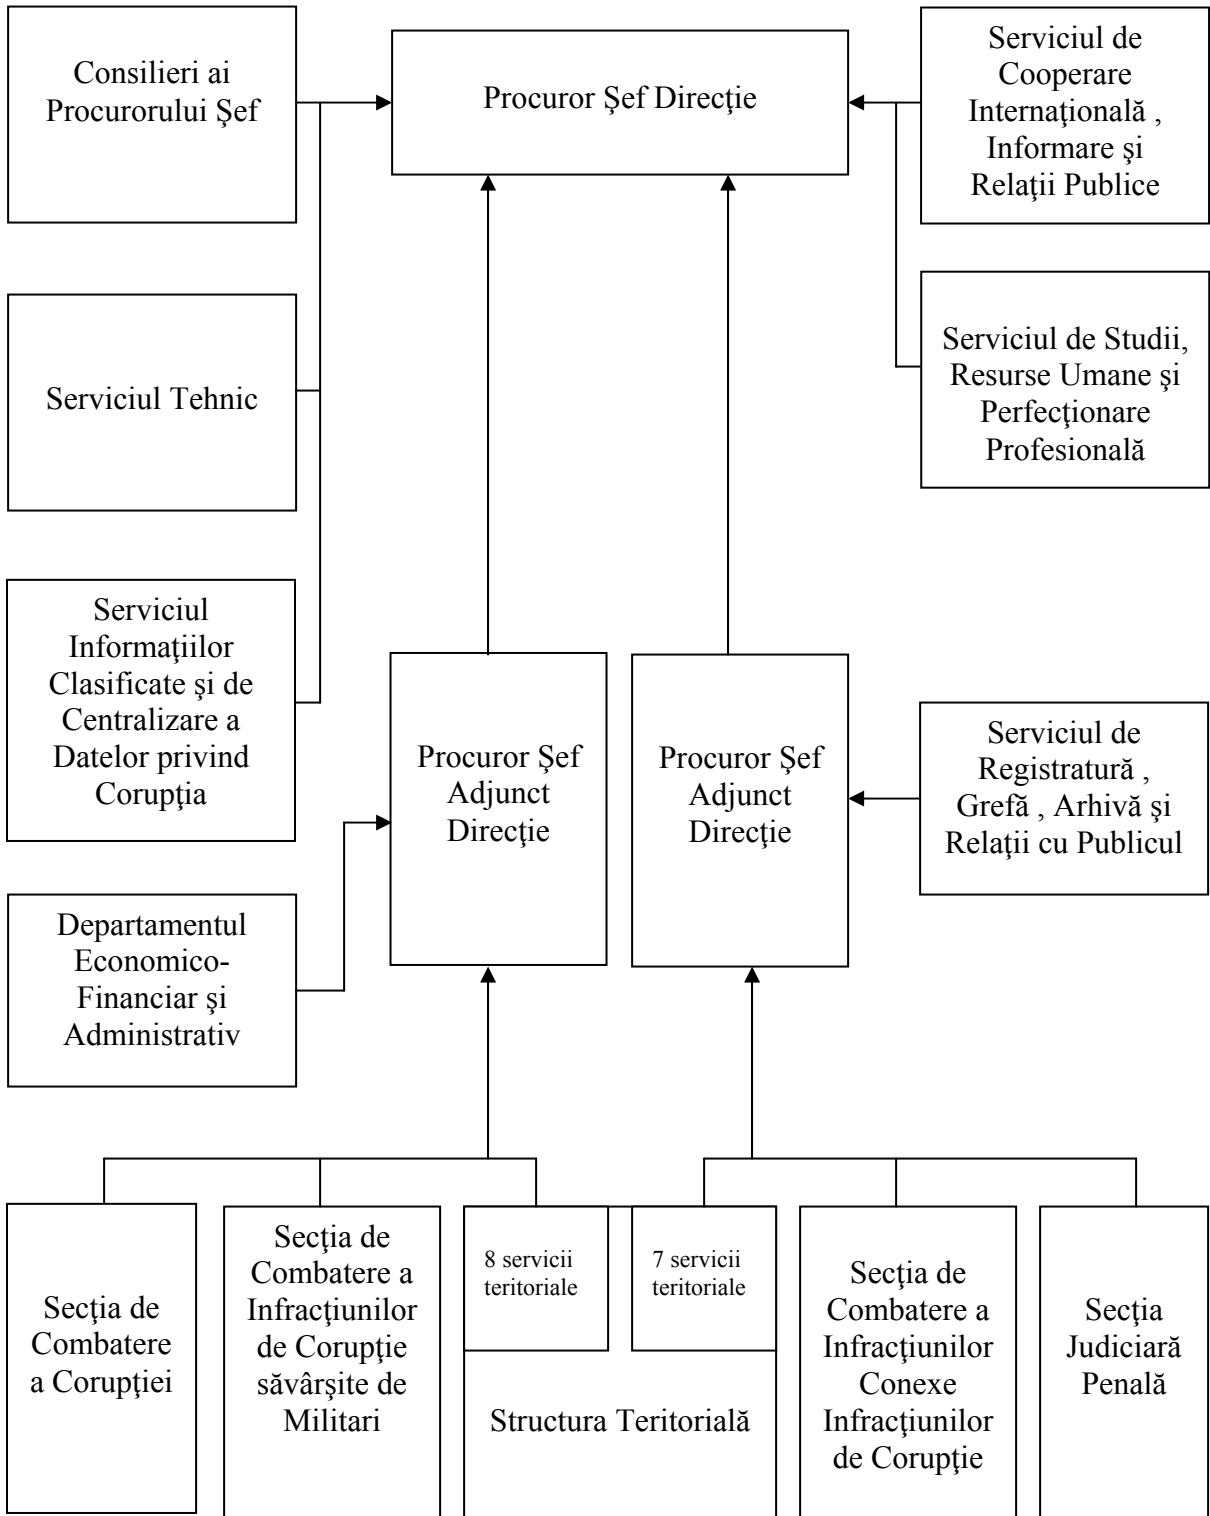 Consilieri ai
Procurorului Şef
Procuror Şef Direcţie
Serviciul de
Cooperare
Internaţională ,
Informare şi
Relaţii Publice
Serviciul Tehnic
Serviciul de Studii,
Resurse Umane şi
Perfecţionare
Profesională
Serviciul
Informaţiilor
Clasificate şi de
Centralizare a
Datelor privind
Corupţia
Procuror Şef
Adjunct
Direcţie
Procuror Şef
Adjunct
Direcţie
Serviciul de
Registratură ,
Grefă , Arhivă şi
Relaţii cu Publicul
Departamentul
Economico-
Financiar şi
Administrativ
Secţia de
Combatere
a Corupţiei
Secţia de
Combatere a
Infracţiunilor
de Corupţie
săvârşite de
Militari
8 servicii
teritoriale
7 servicii
teritoriale
Structura Teritorială
Secţia de
Combatere a
Infracţiunilor
Conexe
Infracţiunilor
de Corupţie
Secţia
Judiciară
Penală